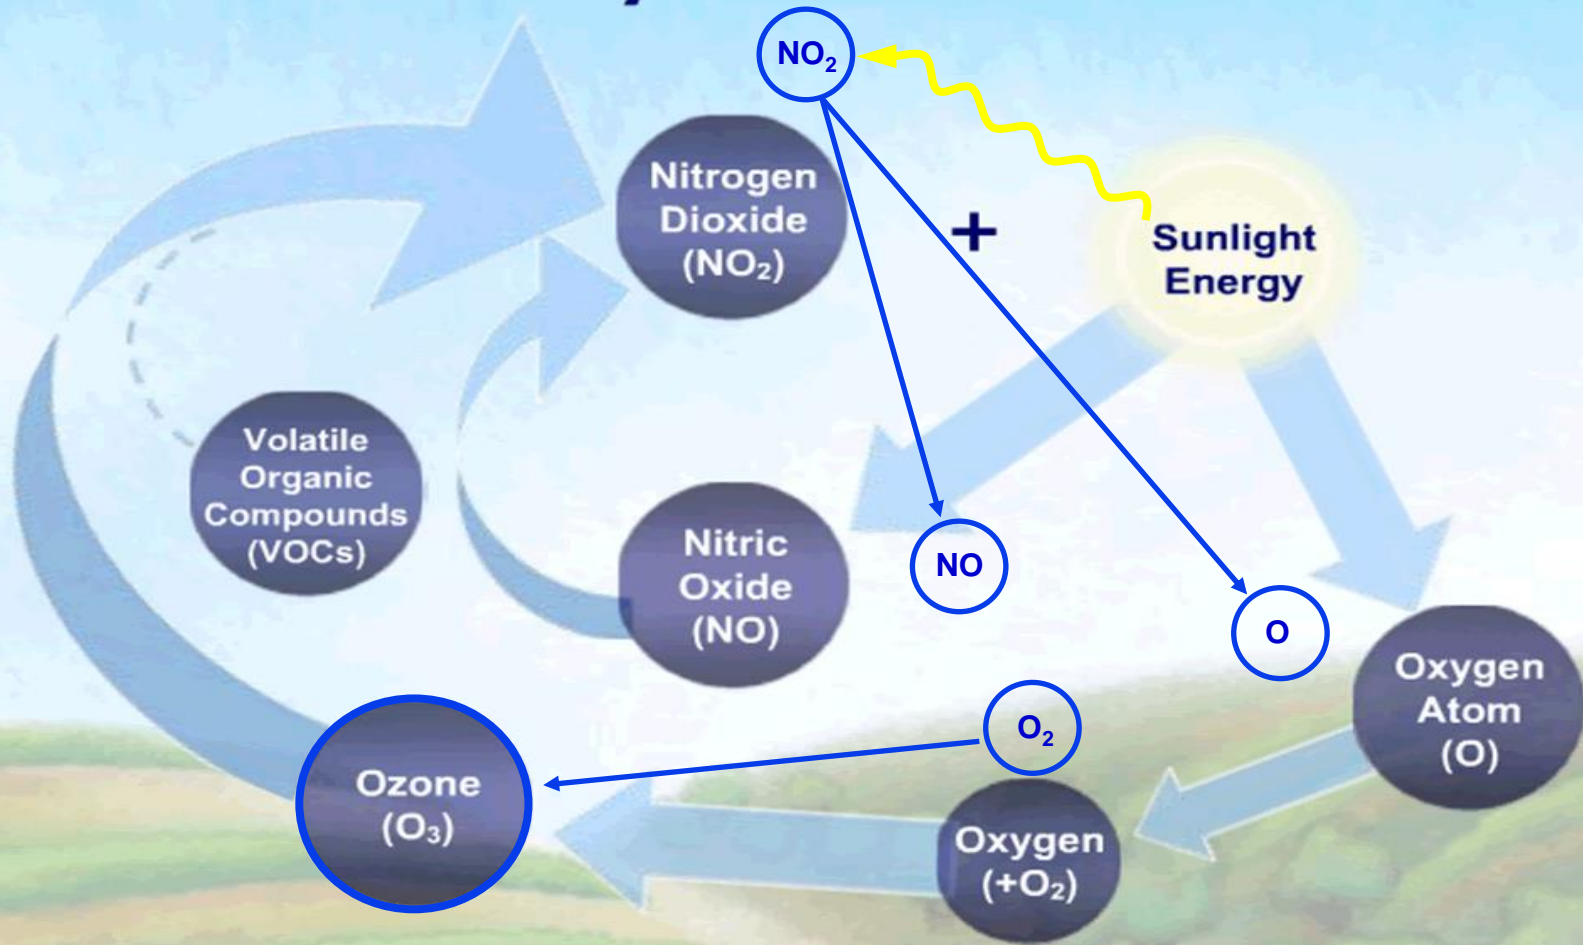 NO₂
Nitrogen
Dioxide
(NO₂)
+
Sunlight
Energy
Volatile
Organic
Compounds
(VOCs)
Nitric
Oxide
(NO)
NO
O
Oxygen
Atom
(O)
O₂
Ozone
(O₃)
Oxygen
(+O₂)